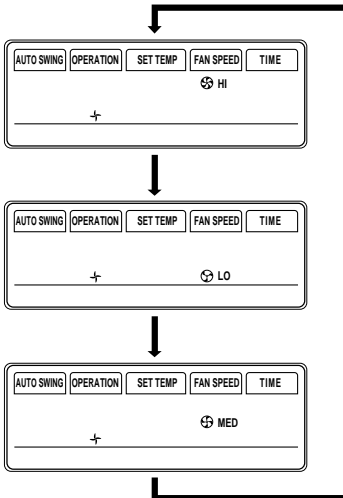 AUTO SWING OPERATION SET TEMP FAN SPEED TIME
HI
AUTO SWING OPERATION SET TEMP FAN SPEED TIME
LO
AUTO SWING OPERATION SET TEMP FAN SPEED TIME
MED